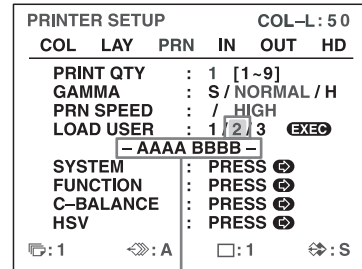 PRINTER SETUP COL–L:50
COL LAY PRN IN OUT HD
PRINT QTY : 1 [1~9]
GAMMA : S / NORMAL / H
PRN SPEED : / HIGH
LOAD USER : 1 / 2 / 3 EXEC
– AAAA BBBB –
SYSTEM : PRESS
FUNCTION : PRESS
C–BALANCE : PRESS
HSV : PRESS
:1 :A :1 :S